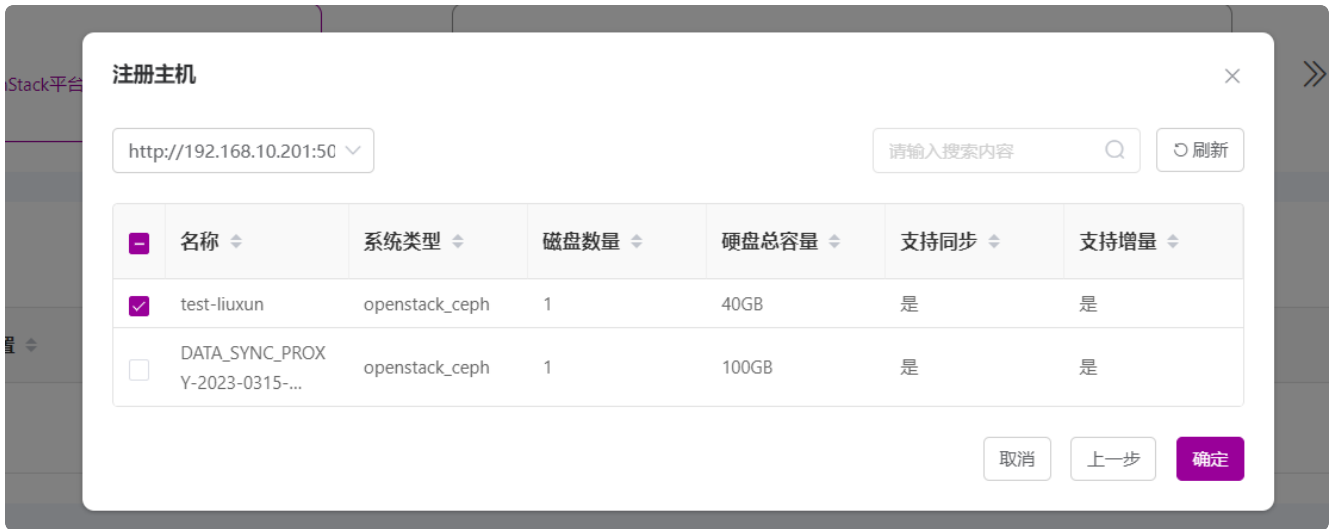 注册主机
Stack平台
http://192.168.10.201:50
请输入搜索内容
刷新
名称
系统类型
磁盘数量
硬盘总容量
支持同步
支持增量
test-liuxun
openstack_ceph
1
40GB
是
是
置
DATA_SYNC_PROX
Y-2023-0315-...
openstack_ceph
1
100GB
是
是
取消
上一步
确定